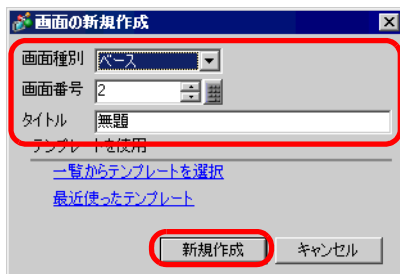 画面の新規作成
画面種別 ベース
画面番号 2
タイトル 無題
テンプレートを使用
一覧からテンプレートを選択
最近使ったテンプレート
新規作成 キャンセル